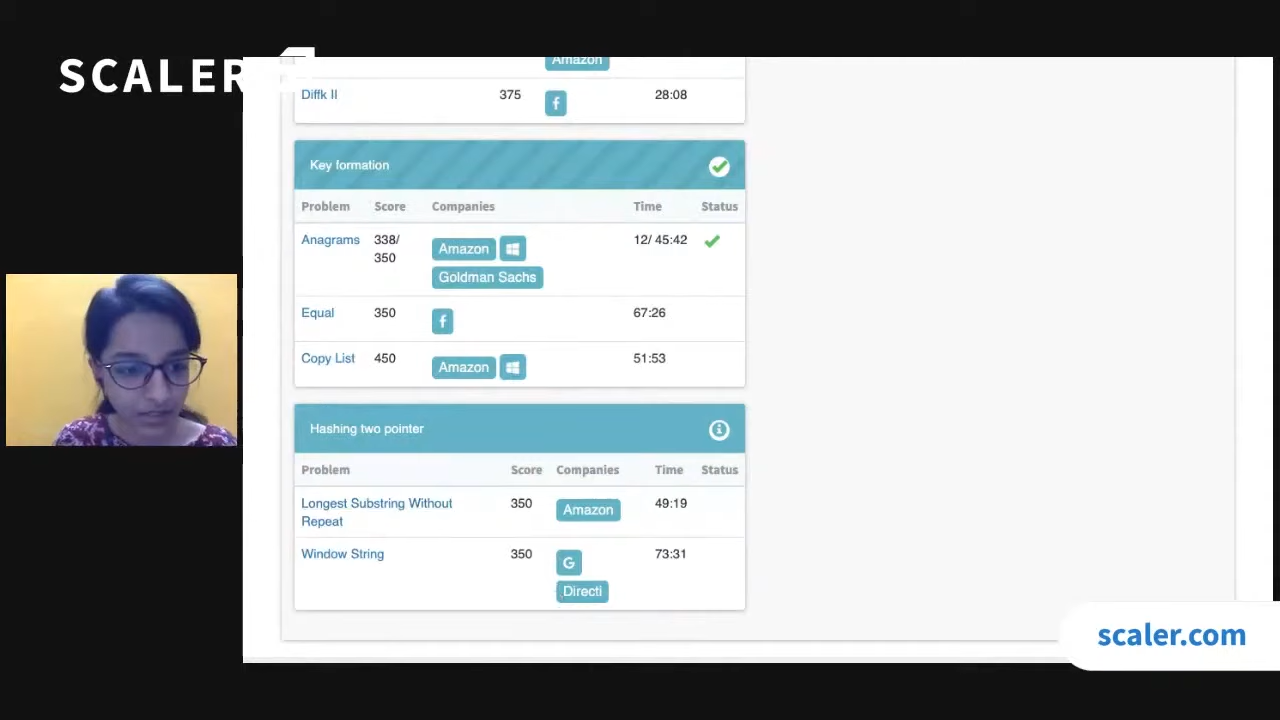 SCALER
Amazon
Diffk II 375 28:08
Key formation
Problem Score Companies Time Status
Anagrams 338/ 350 Amazon 12/ 45:42
Goldman Sachs
Equal 350 67:26
Copy List 450 Amazon 51:53
Hashing two pointer
Problem Score Companies Time Status
Longest Substring Without Repeat 350 Amazon 49:19
Window String 350 G 73:31
Directi
scaler.com